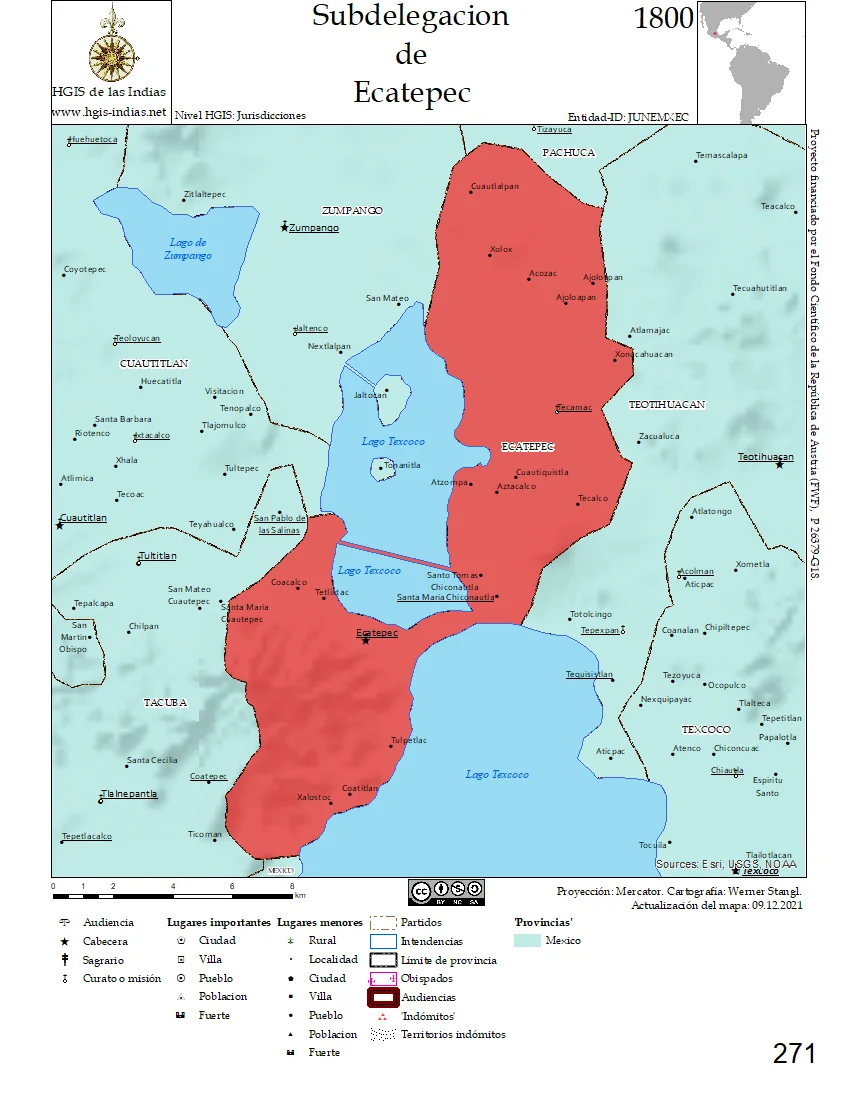 Subdelegacion
de
Ecatepec
1800
HGIS de las Indias
www.hgis-indias.net
Nivel HGIS: Jurisdicciones
Entidad-ID: JUNEMXEC
Proyecto financiado por el Fondo Científico de la República de Austria (FWF), P 26379-G18.
Huehuetoca
Tizayuca
PACHUCA
Temascalapa
Zitlaltepec
Cuautlalpan
Teacalco
ZUMPANGO
Zumpango
Lago de
Zumpango
Xolox
Coyotepec
Acozac
Ajoloapan
Tecuahutitlan
San Mateo
Ajoloapan
Jaltenco
Atlamajac
Teoloyucan
Nextlalpan
Xonacahuacan
CUAUTITLAN
Huecatitla
Visitacion
Jaltocan
Tenopalco
Tecamac
TEOTIHUACAN
Santa Barbara
Riotenco
Ixtacalco
Tlajomulco
Lago Texcoco
ECATEPEC
Zacualuca
Xhala
Tultepec
Tonanitla
Teotihuacan
Atlimica
Atzompa
Cuautiquistla
Aztacalco
Tecoac
Tecalco
Cuautitlan
Teyahualco
San Pablo de
las Salinas
Atlatongo
Tultitlan
Lago Texcoco
Santo Tomas
Chiconautla
Santa Maria Chiconautla
Acolman
Aticpac
Xometla
Coacalco
Tetlixtac
San Mateo
Cuautepec
Santa Maria
Cuautepec
Tepalcapa
San
Martin
Obispo
Chilpan
Ecatepec
Totolcingo
Tepexpan
Coanalan
Chipiltepec
Tequisistlan
Tezoyuca
Ocopulco
TACUBA
Nexquipayac
Tlalteca
Tepetitlan
TEXCOCO
Papalotla
Tulpetlac
Aticpac
Atenco
Chiconcuac
Santa Cecilia
Coatepec
Lago Texcoco
Chiautla
Espiritu
Santo
Tlalnepantla
Xalostoc
Coatitlan
Tepetlacalco
Ticoman
Tocuila
Tlailotlacan
MEXICO
Sources: Esri, USGS, NOAA
Texcoco
0 1 2 4 6 8
km
CC BY NC SA
Proyección: Mercator. Cartografía: Werner Stangl.
Actualización del mapa: 09.12.2021
Audiencia
Cabecera
Sagrario
Curato o misión
Lugares importantes
Ciudad
Villa
Pueblo
Poblacion
Fuerte
Lugares menores
Rural
Localidad
Ciudad
Villa
Pueblo
Poblacion
Fuerte
Partidos
Intendencias
Límite de provincia
Obispados
Audiencias
'Indómitos'
Territorios indómitos
'Provincias'
Mexico
271